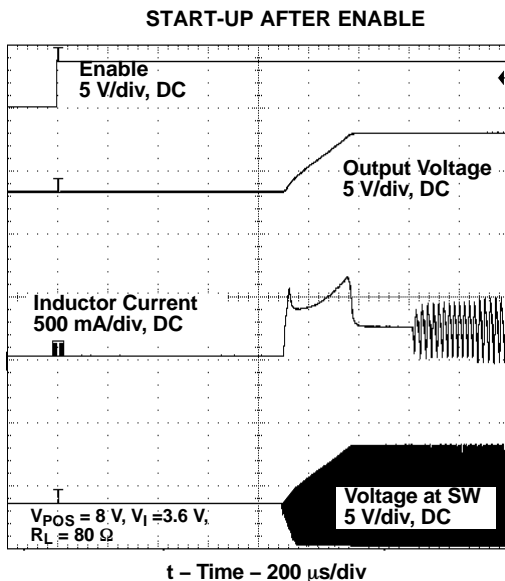 START-UP AFTER ENABLE
T
Enable
5 V/div, DC
T
Output Voltage
5 V/div, DC
Inductor Current
500 mA/div, DC
T
T
Voltage at SW
5 V/div, DC
VPOS = 8 V, VI =3.6 V,
RL = 80 Ω
t – Time – 200 μs/div